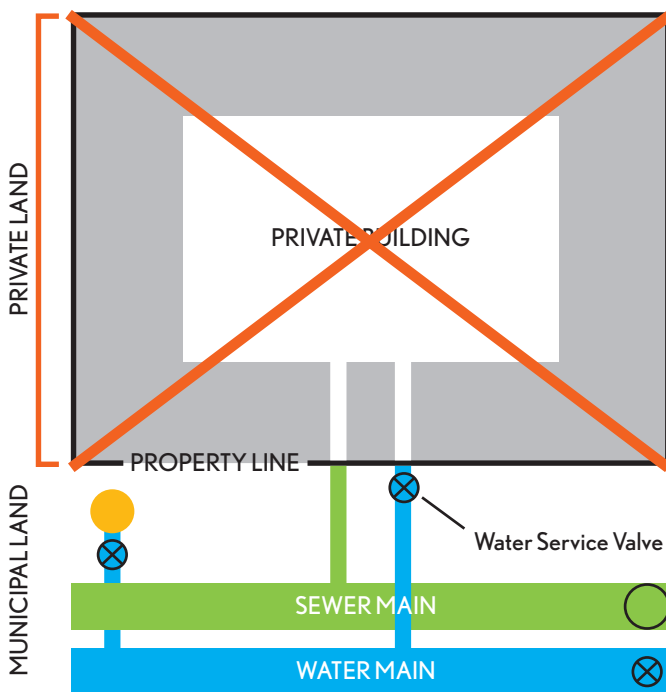 PRIVATE LAND
PRIVATE BUILDING
PROPERTY LINE
MUNICIPAL LAND
Water Service Valve
SEWER MAIN
WATER MAIN